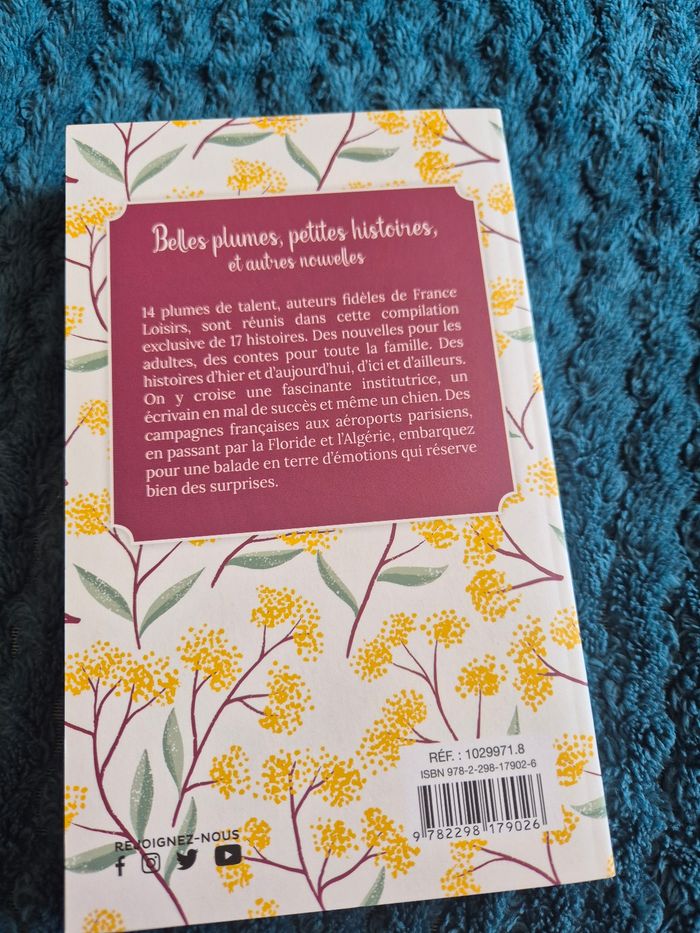 Belles plumes, petites histoires,
et autres nouvelles
14 plumes de talent, auteurs fidèles de France
Loisirs, sont réunis dans cette compilation
exclusive de 17 histoires. Des nouvelles pour les
adultes, des contes pour toute la famille. Des
histoires d'hier et d'aujourd'hui, d'ici et d'ailleurs.
On y croise une fascinante institutrice, un
écrivain en mal de succès et même un chien. Des
campagnes françaises aux aéroports parisiens,
en passant par la Floride et l'Algérie, embarquez
pour une balade en terre d'émotions qui réserve
bien des surprises.
RÉF. : 1029971.8
ISBN 978-2-298-17902-6
9 782298 179026
REJOIGNEZ-NOUS